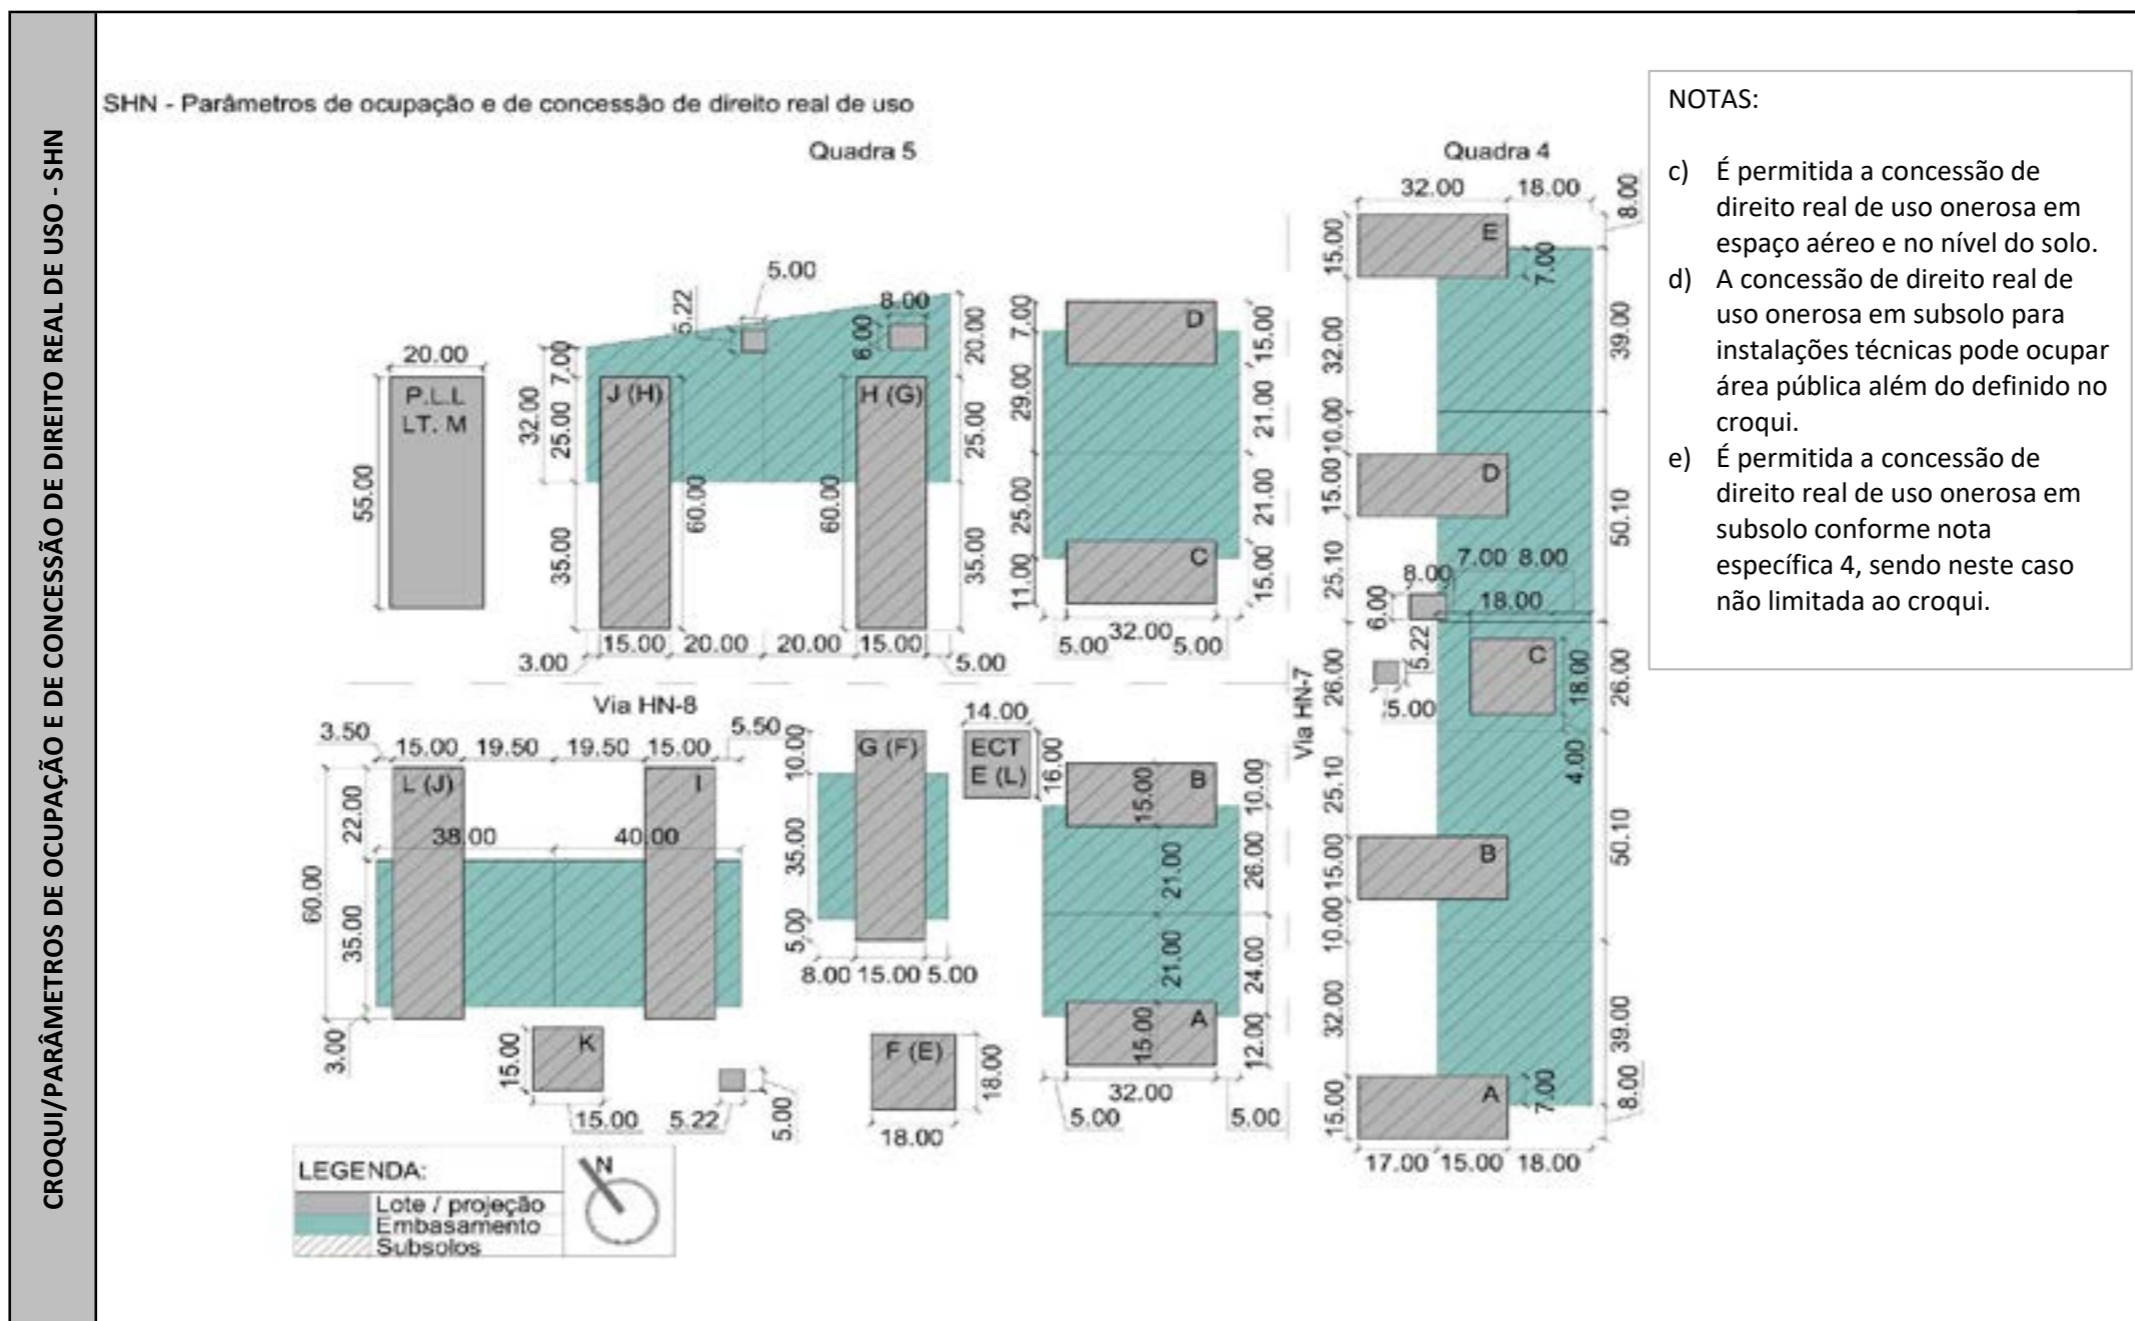 CROQUI/PARÂMETROS DE OCUPAÇÃO E DE CONCESSÃO DE DIREITO REAL DE USO - SHN
SHN - Parâmetros de ocupação e de concessão de direito real de uso
Quadra 5
Quadra 4
32.00 18.00
8.00
E
15.00
7.00
39.00
32.00
10.00
D
15.00
50.10
25.10
7.00 8.00
8.00
18.00
6.00
5.22
C
18.00
26.00
26.00
5.00
4.00
25.10
50.10
B
15.00
10.00
32.00
39.00
A
7.00
15.00
8.00
17.00 15.00 18.00
20.00
P.L.L
LT. M
55.00
5.00
5.22
8.00
6.00
20.00
7.00
32.00
25.00
J (H)
H (G)
25.00
60.00
60.00
35.00
35.00
15.00 20.00 20.00 15.00
3.00
5.00
7.00
D
15.00
29.00
21.00
25.00
21.00
C
11.00
15.00
32.00
5.00 5.00
Via HN-8
Via HN-7
3.50
15.00 19.50 19.50 15.00
5.50
L (J)
I
22.00
38.00 40.00
60.00
35.00
3.00
15.00
K
15.00
5.22
5.00
10.00
G (F)
35.00
5.00
8.00 15.00 5.00
14.00
ECT
E (L)
16.00
F (E)
18.00
18.00
B
15.00
10.00
21.00
26.00
21.00
24.00
A
15.00
12.00
32.00
5.00
5.00
LEGENDA:
Lote / projeção
Embasamento
Subsolos
N
NOTAS:
c) É permitida a concessão de
direito real de uso onerosa em
espaço aéreo e no nível do solo.
d) A concessão de direito real de
uso onerosa em subsolo para
instalações técnicas pode ocupar
área pública além do definido no
croqui.
e) É permitida a concessão de
direito real de uso onerosa em
subsolo conforme nota
específica 4, sendo neste caso
não limitada ao croqui.